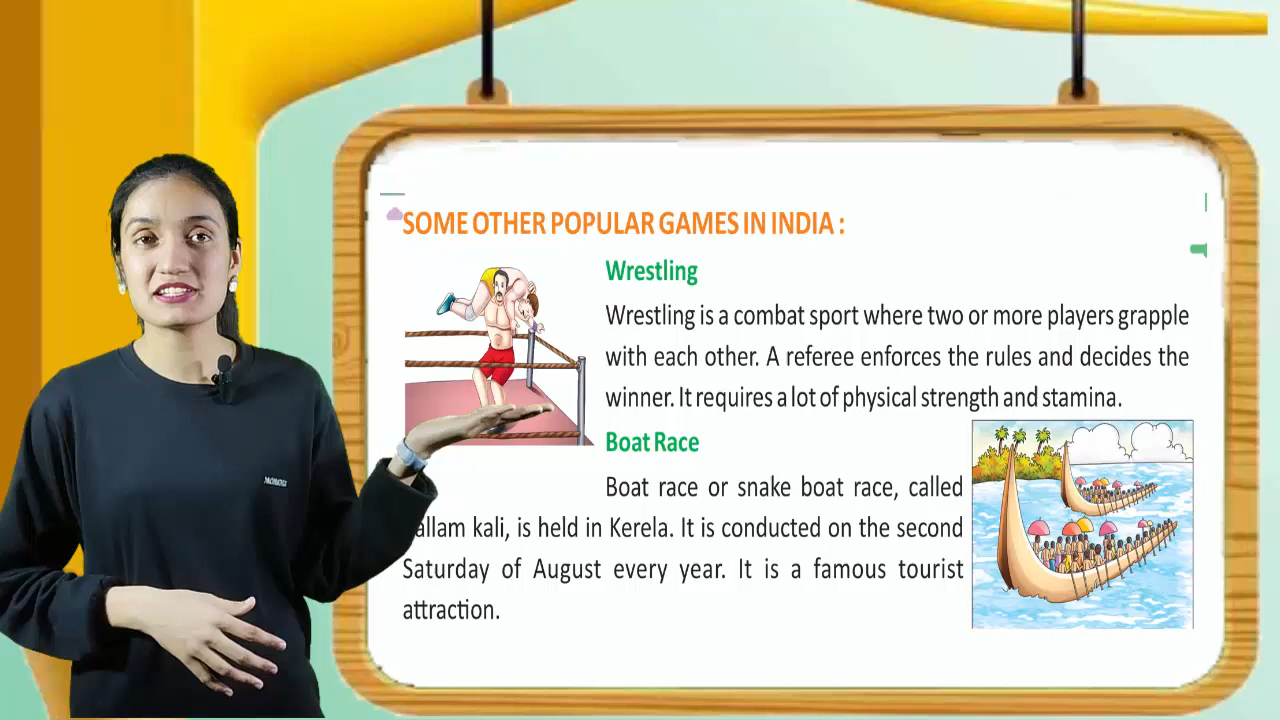 SOME OTHER POPULAR GAMES IN INDIA :
Wrestling
Wrestling is a combat sport where two or more players grapple
with each other. A referee enforces the rules and decides the
winner. It requires a lot of physical strength and stamina.
Boat Race
Boat race or snake boat race, called
allam kali, is held in Kerela. It is conducted on the second
Saturday of August every year. It is a famous tourist
attraction.